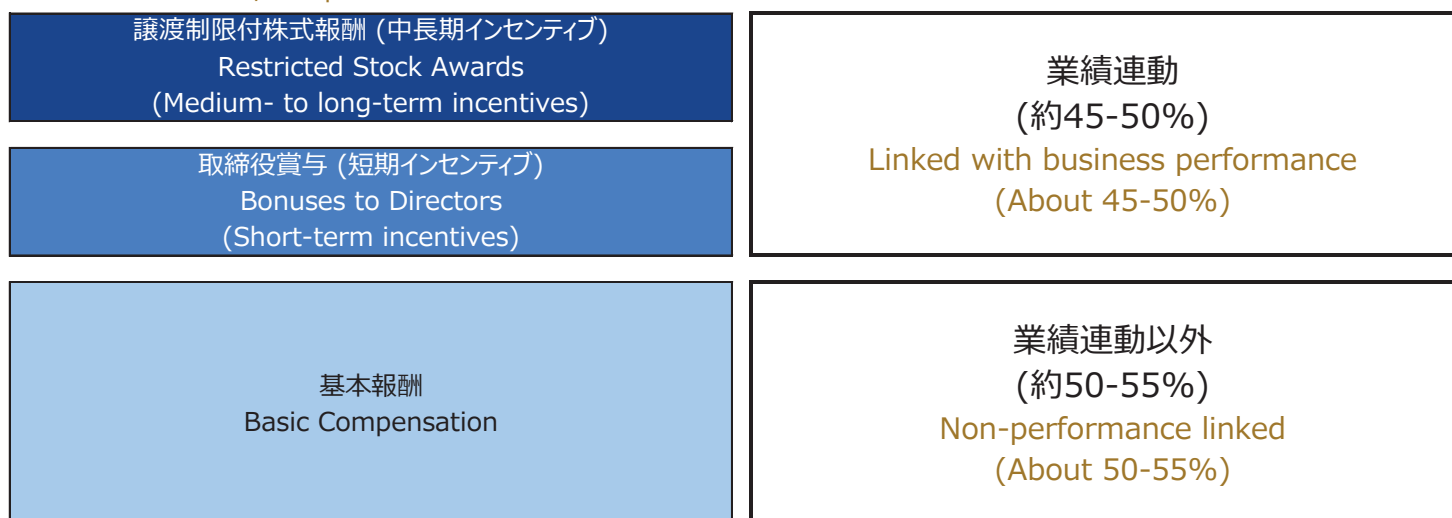 譲渡制限付株式報酬 (中長期インセンティブ)
Restricted Stock Awards
(Medium- to long-term incentives)
業績連動
(約45-50%)
Linked with business performance
(About 45-50%)
取締役賞与 (短期インセンティブ)
Bonuses to Directors
(Short-term incentives)
基本報酬
Basic Compensation
業績連動以外
(約50-55%)
Non-performance linked
(About 50-55%)